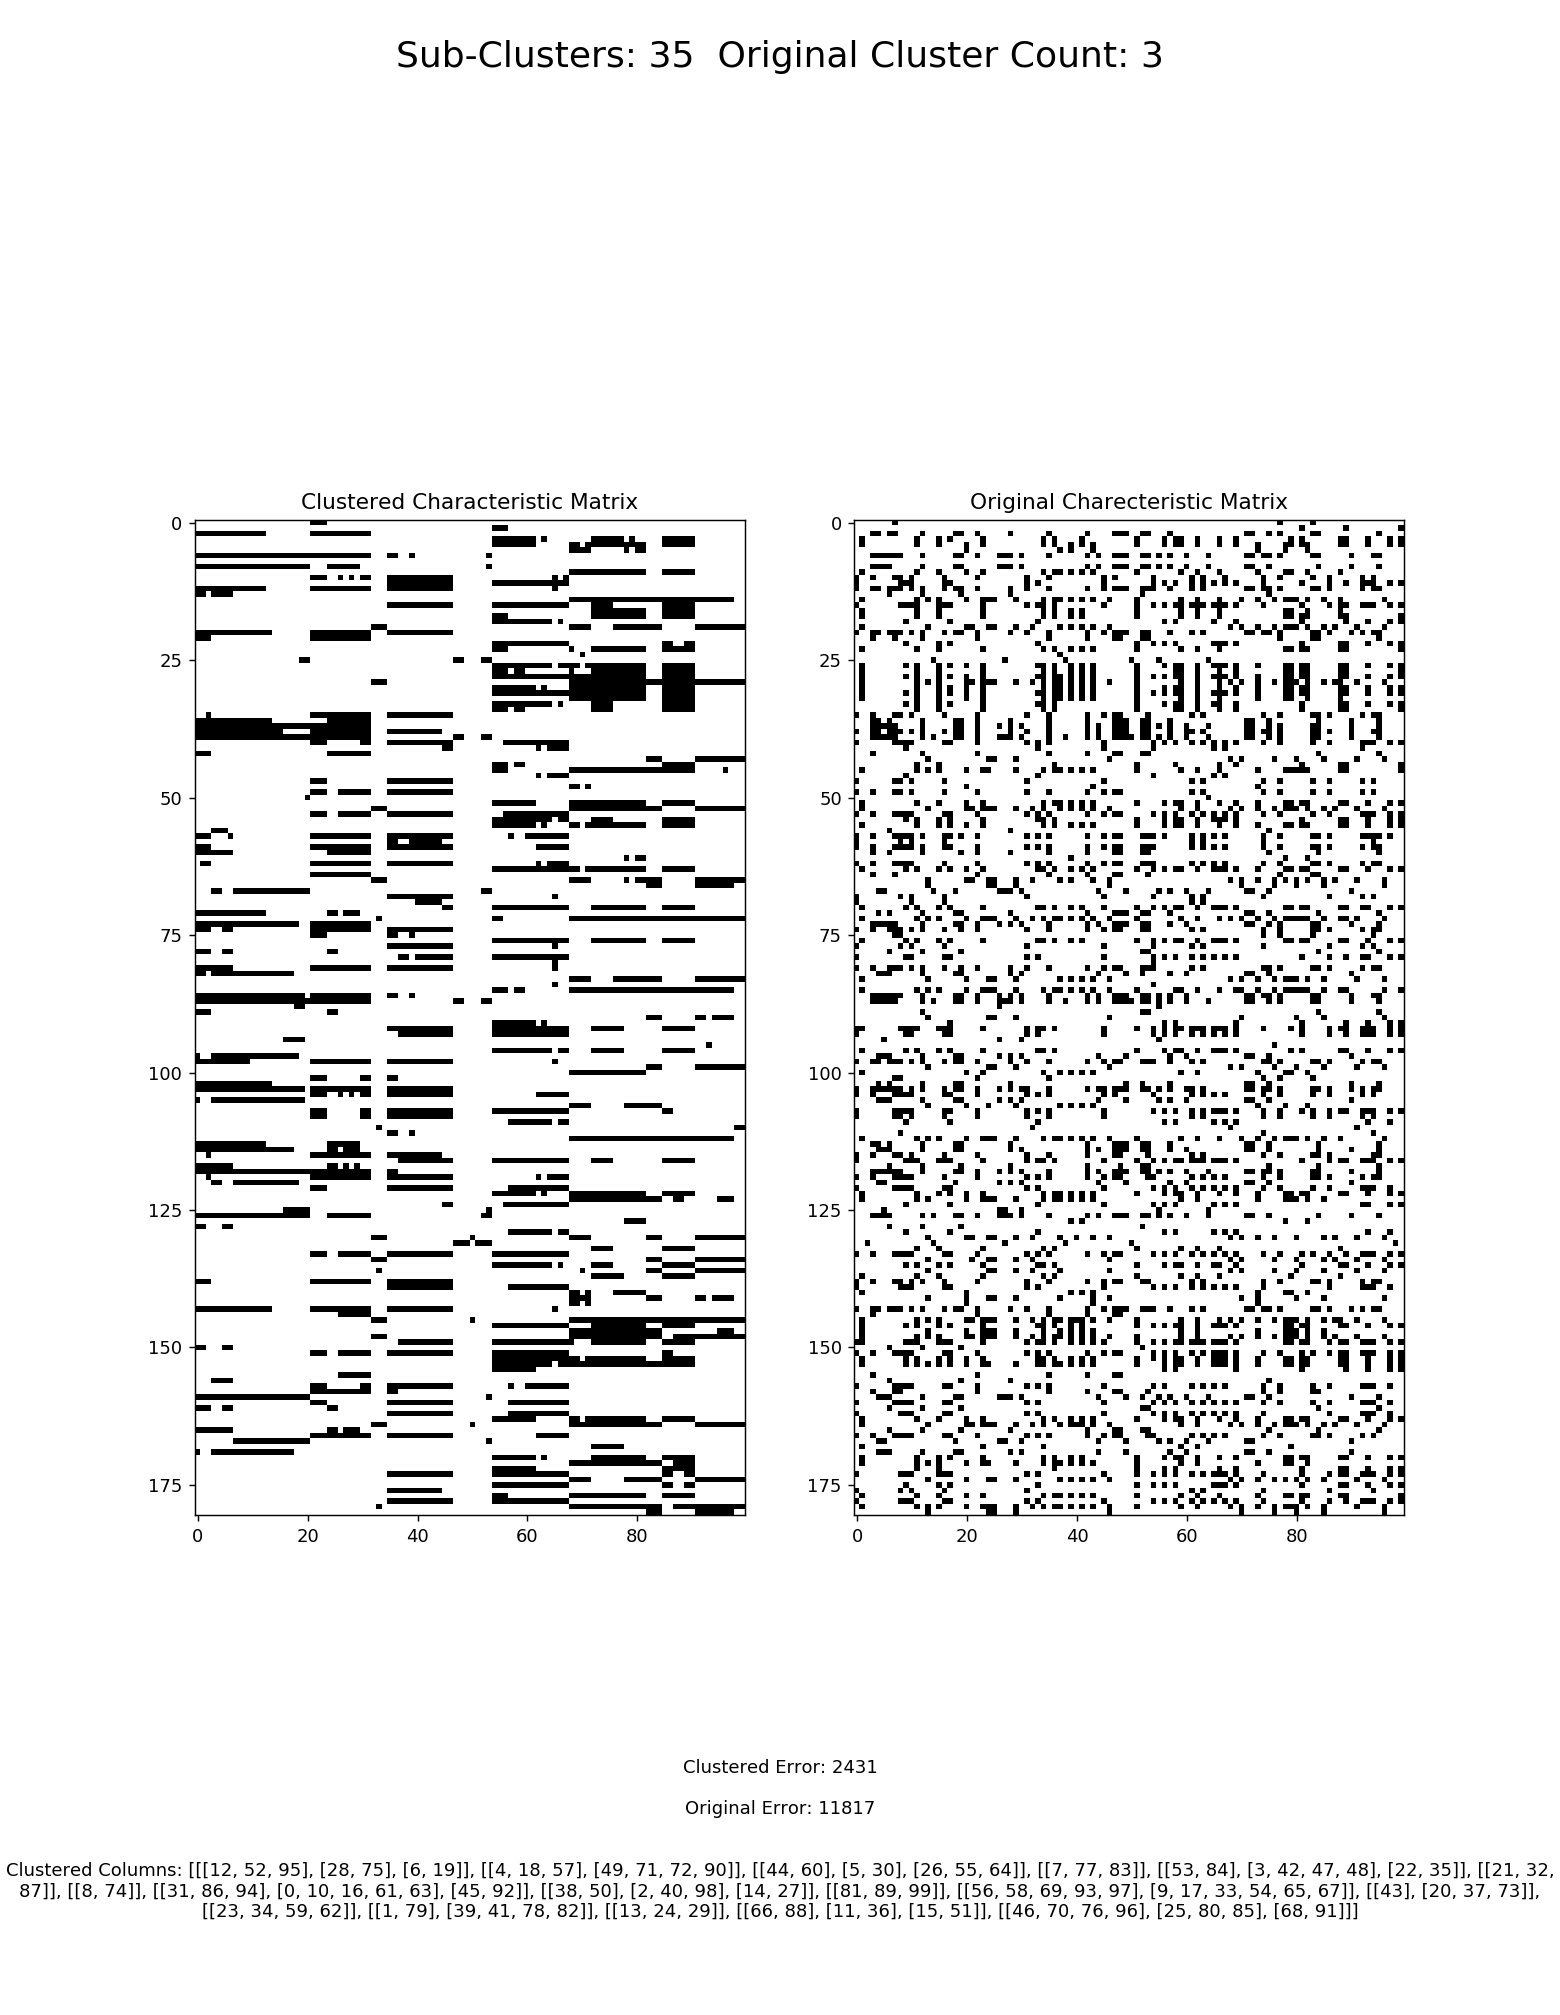 Sub-Clusters: 35  Original Cluster Count: 3
Clustered Characteristic Matrix
Original Charecteristic Matrix
0
25
50
75
100
125
150
175
0 20 40 60 80
0
25
50
75
100
125
150
175
0 20 40 60 80
Clustered Error: 2431
Original Error: 11817
Clustered Columns: [[[12, 52, 95], [28, 75], [6, 19]], [[4, 18, 57], [49, 71, 72, 90]], [[44, 60], [5, 30], [26, 55, 64]], [[7, 77, 83]], [[53, 84], [3, 42, 47, 48], [22, 35]], [[21, 32,
87]], [[8, 74]], [[31, 86, 94], [0, 10, 16, 61, 63], [45, 92]], [[38, 50], [2, 40, 98], [14, 27]], [[81, 89, 99]], [[56, 58, 69, 93, 97], [9, 17, 33, 54, 65, 67]], [[43], [20, 37, 73]],
[[23, 34, 59, 62]], [[1, 79], [39, 41, 78, 82]], [[13, 24, 29]], [[66, 88], [11, 36], [15, 51]], [[46, 70, 76, 96], [25, 80, 85], [68, 91]]]